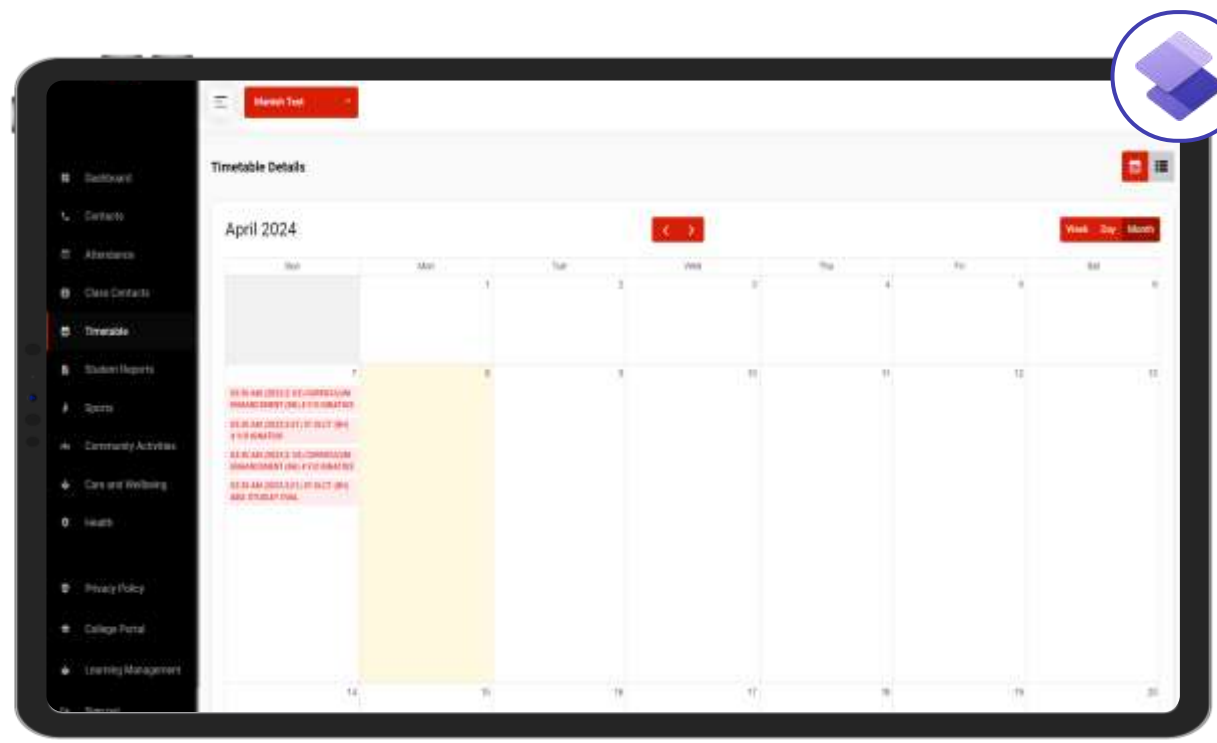 Manish Test
Timetable Details
Dashboard
Contacts
Attendance
Class Contacts
Timetable
Student Reports
Sports
Community Activities
Care and Wellbeing
Health
Privacy Policy
College Portal
Learning Management
April 2024
Week Day Month
Sun Mon Tue Wed Thu Fri Sat
1 2 3 4 5 6
7 8 9 10 11 12 13
CURRICULUM
ENHANCEMENT
14 15 16 17 18 19 20